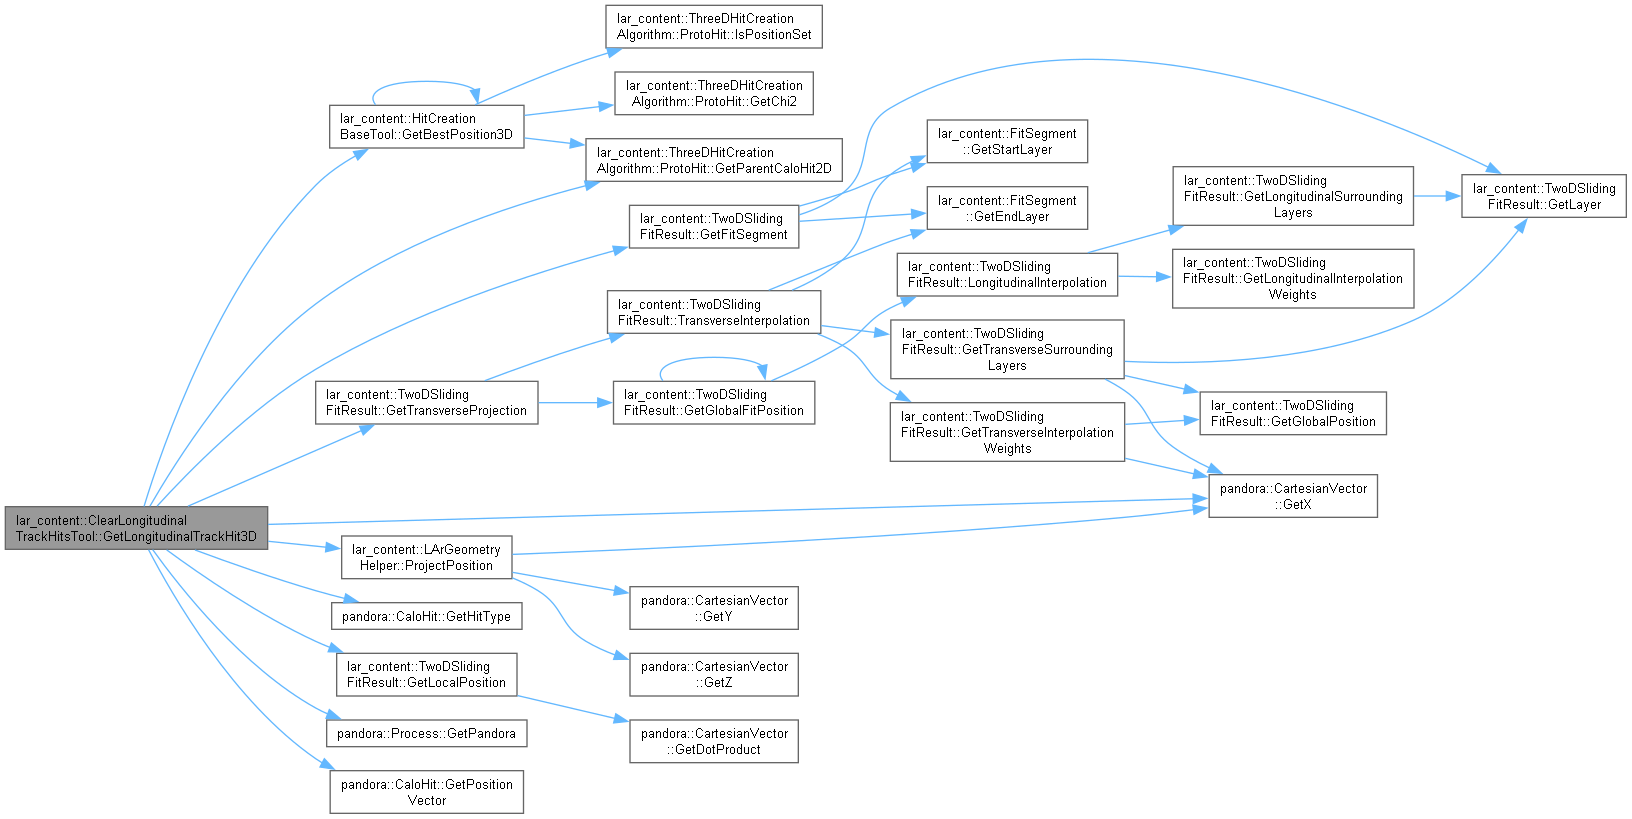 lar_content::ThreeDHitCreation
Algorithm::ProtoHit::IsPositionSet
lar_content::ThreeDHitCreation
Algorithm::ProtoHit::GetChi2
lar_content::HitCreation
BaseTool::GetBestPosition3D
lar_content::ThreeDHitCreation
Algorithm::ProtoHit::GetParentCaloHit2D
lar_content::FitSegment
::GetStartLayer
lar_content::FitSegment
::GetEndLayer
lar_content::TwoDSliding
FitResult::GetLongitudinalSurrounding
Layers
lar_content::TwoDSliding
FitResult::GetLayer
lar_content::TwoDSliding
FitResult::GetFitSegment
lar_content::TwoDSliding
FitResult::LongitudinalInterpolation
lar_content::TwoDSliding
FitResult::GetLongitudinalInterpolation
Weights
lar_content::TwoDSliding
FitResult::TransverseInterpolation
lar_content::TwoDSliding
FitResult::GetTransverseSurrounding
Layers
lar_content::TwoDSliding
FitResult::GetTransverseProjection
lar_content::TwoDSliding
FitResult::GetGlobalFitPosition
lar_content::TwoDSliding
FitResult::GetTransverseInterpolation
Weights
lar_content::TwoDSliding
FitResult::GetGlobalPosition
pandora::CartesianVector
::GetX
lar_content::ClearLongitudinal
TrackHitsTool::GetLongitudinalTrackHit3D
lar_content::LArGeometry
Helper::ProjectPosition
pandora::CaloHit::GetHitType
pandora::CartesianVector
::GetY
lar_content::TwoDSliding
FitResult::GetLocalPosition
pandora::CartesianVector
::GetZ
pandora::Process::GetPandora
pandora::CartesianVector
::GetDotProduct
pandora::CaloHit::GetPosition
Vector